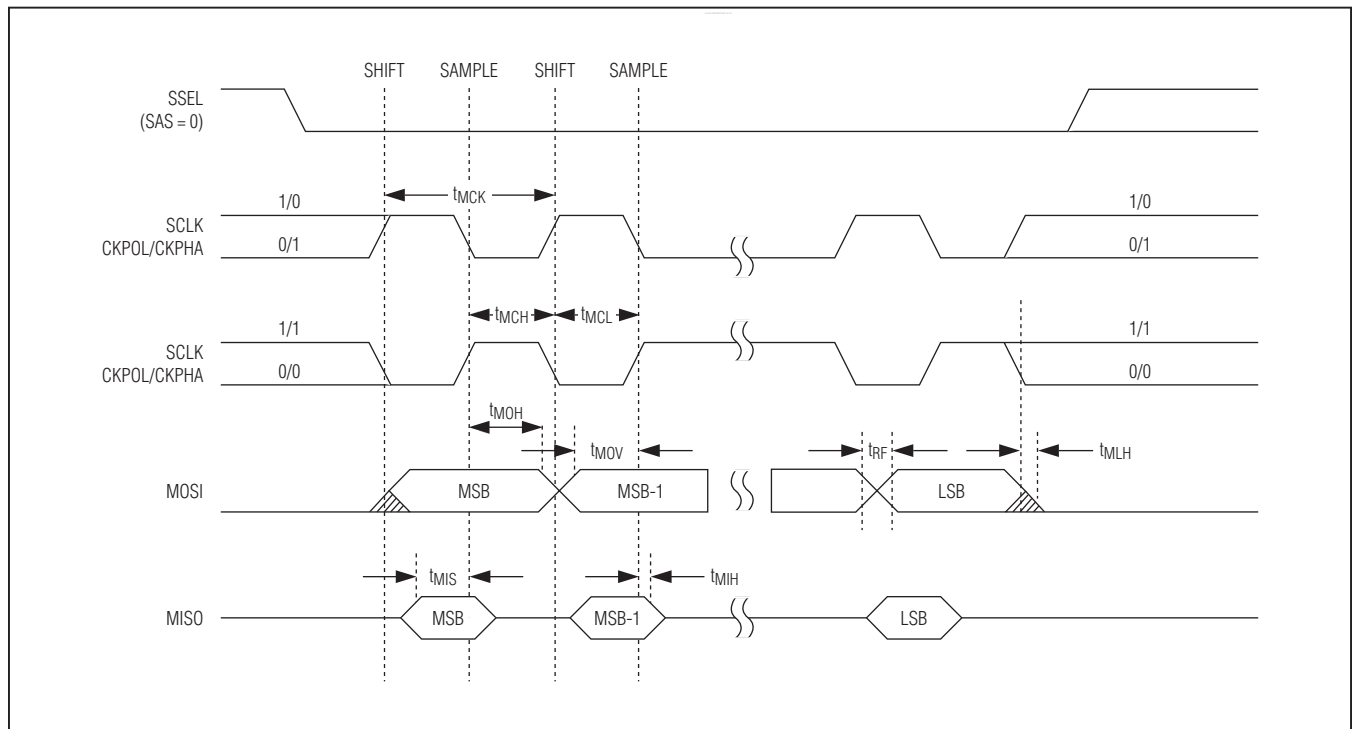 SHIFT SAMPLE SHIFT SAMPLE
SSEL
(SAS = 0)
tMCK
1/0 1/0
SCLK
CKPOL/CKPHA 0/1 0/1
tMCH tMCL
1/1 1/1
SCLK
CKPOL/CKPHA 0/0 0/0
tMOH
tMOV tRF tMLH
MOSI MSB MSB-1 LSB
tMIS tMIH
MISO MSB MSB-1 LSB